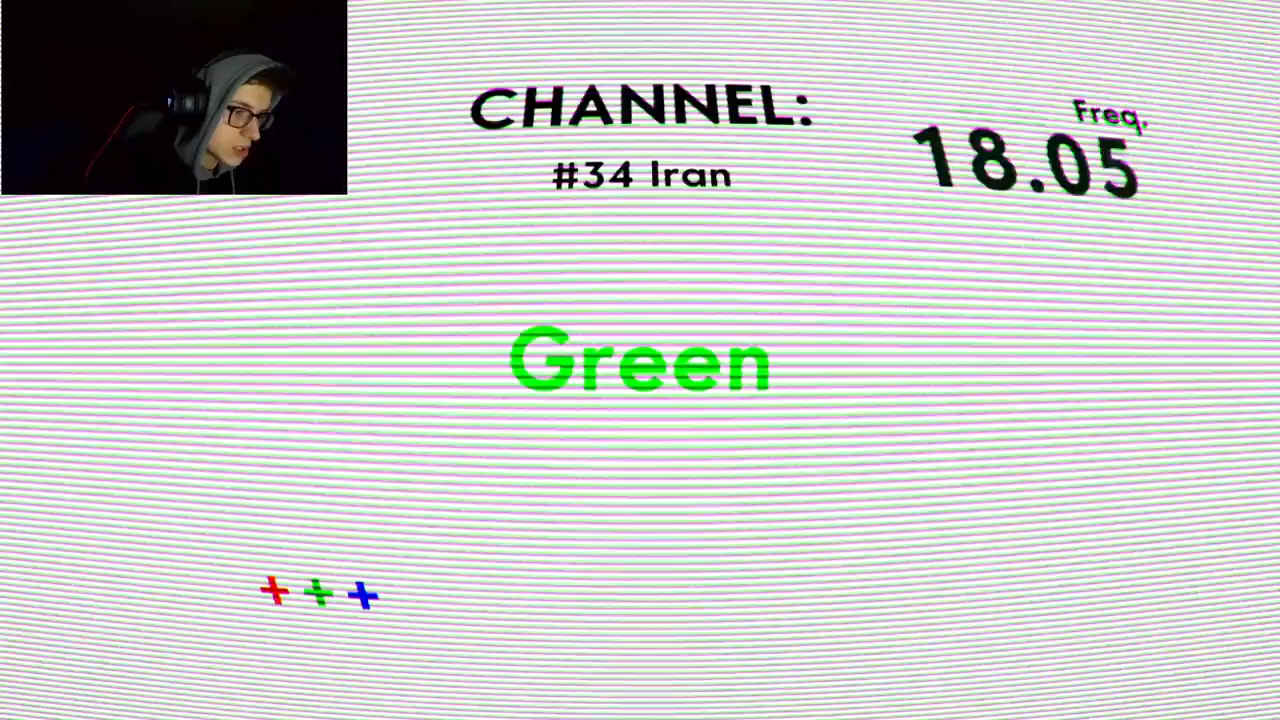 CHANNEL:
#34 Iran
Freq.
18.05
Green
+ + +